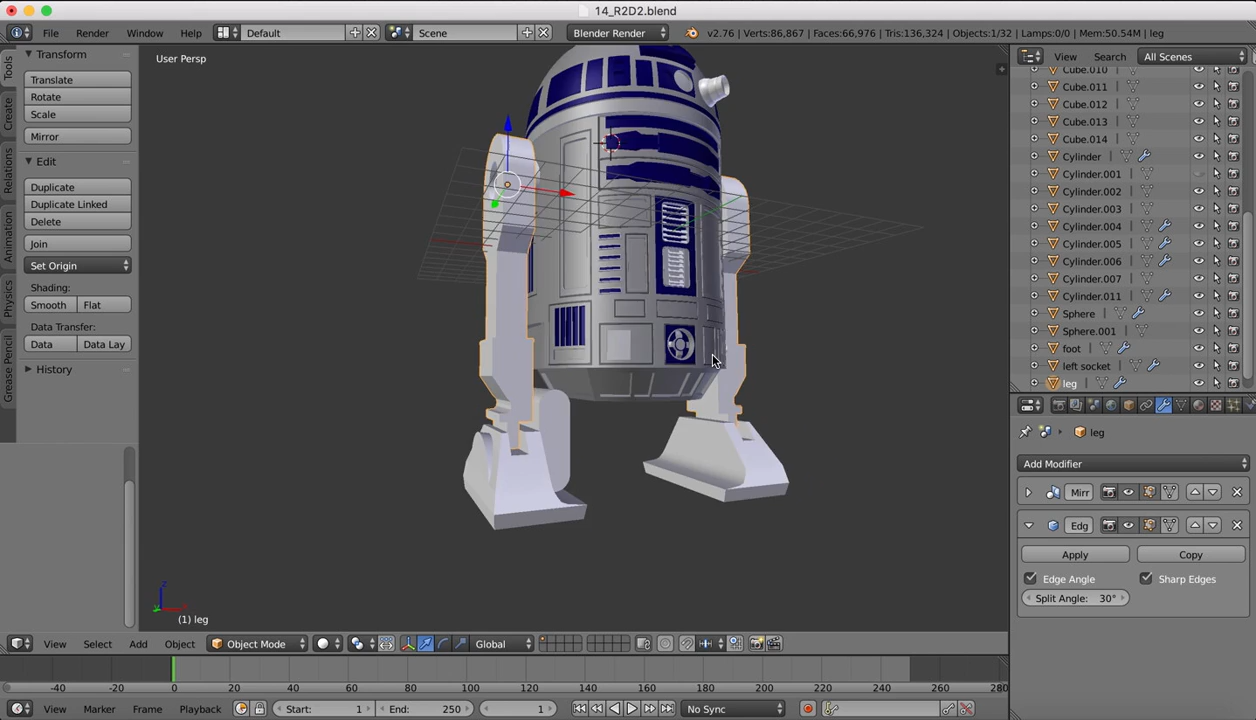 14_R2D2.blend
File Render Window Help Default Scene Blender Render v2.76 | Verts:86,867 | Faces:66,976 | Tris:136,324 | Objects:1/32 | Lamps:0/0 | Mem:50.54M | leg
Tools
Create
Relations
Animation
Physics
Grease Pencil
Transform
Translate
Rotate
Scale
Mirror
Edit
Duplicate
Duplicate Linked
Delete
Join
Set Origin
Shading:
Smooth Flat
Data Transfer:
Data Data Lay
History
User Persp
(1) leg
View Select Add Object Object Mode Global
-40 -20 0 20 40 60 80 100 120 140 160 180 200 220 240 260 280
View Marker Frame Playback Start: 1 End: 250 1 No Sync
View Search All Scenes
Cube.010
Cube.011
Cube.012
Cube.013
Cube.014
Cylinder
Cylinder.001
Cylinder.002
Cylinder.003
Cylinder.004
Cylinder.005
Cylinder.006
Cylinder.007
Cylinder.011
Sphere
Sphere.001
foot
left socket
leg
leg
Add Modifier
Mirr
Edg
Apply Copy
Edge Angle Sharp Edges
Split Angle: 30°